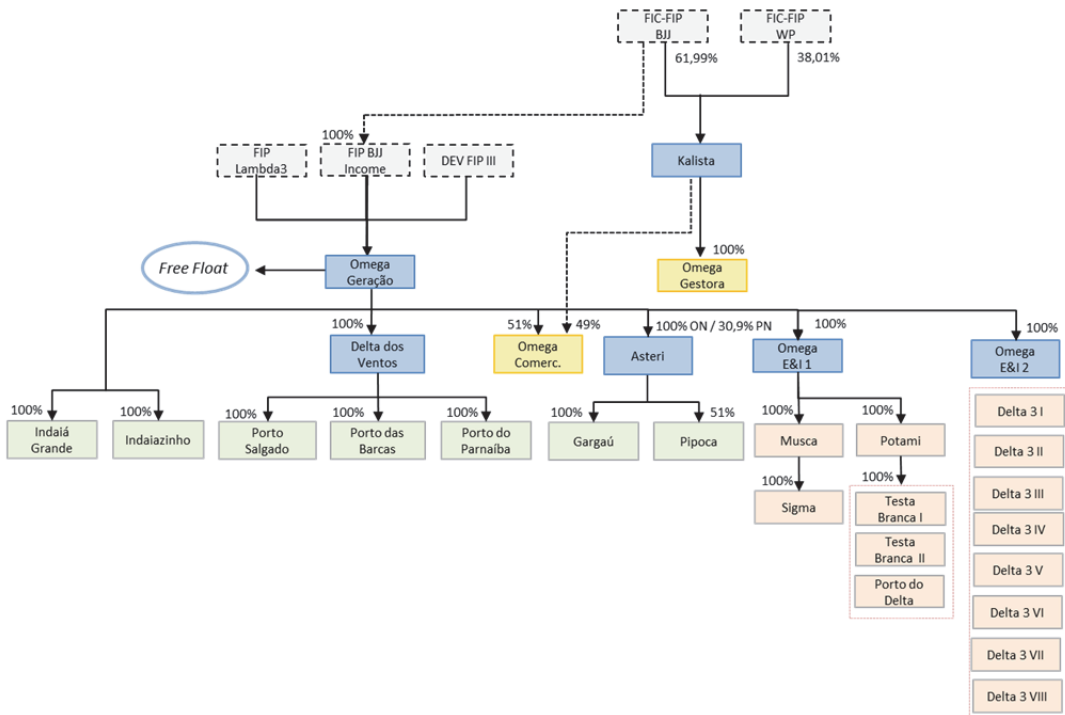 FIC-FIP
BJJ
FIC-FIP
WP
61,99%
38,01%
100%
FIP
Lambda3
FIP BJJ
Income
DEV FIP III
Kalista
100%
Free Float
Omega
Geração
Omega
Gestora
100%
51%
49%
100% ON / 30,9% PN
100%
100%
Delta dos
Ventos
Omega
Comerc.
Asteri
Omega
E&I 1
Omega
E&I 2
100%
100%
100%
100%
100%
100%
51%
100%
100%
Indaiá
Grande
Indaiazinho
Porto
Salgado
Porto das
Barcas
Porto do
Parnaíba
Gargaú
Pipoca
Musca
Potami
100%
100%
Sigma
Testa
Branca I
Testa
Branca II
Porto do
Delta
Delta 3 I
Delta 3 II
Delta 3 III
Delta 3 IV
Delta 3 V
Delta 3 VI
Delta 3 VII
Delta 3 VIII